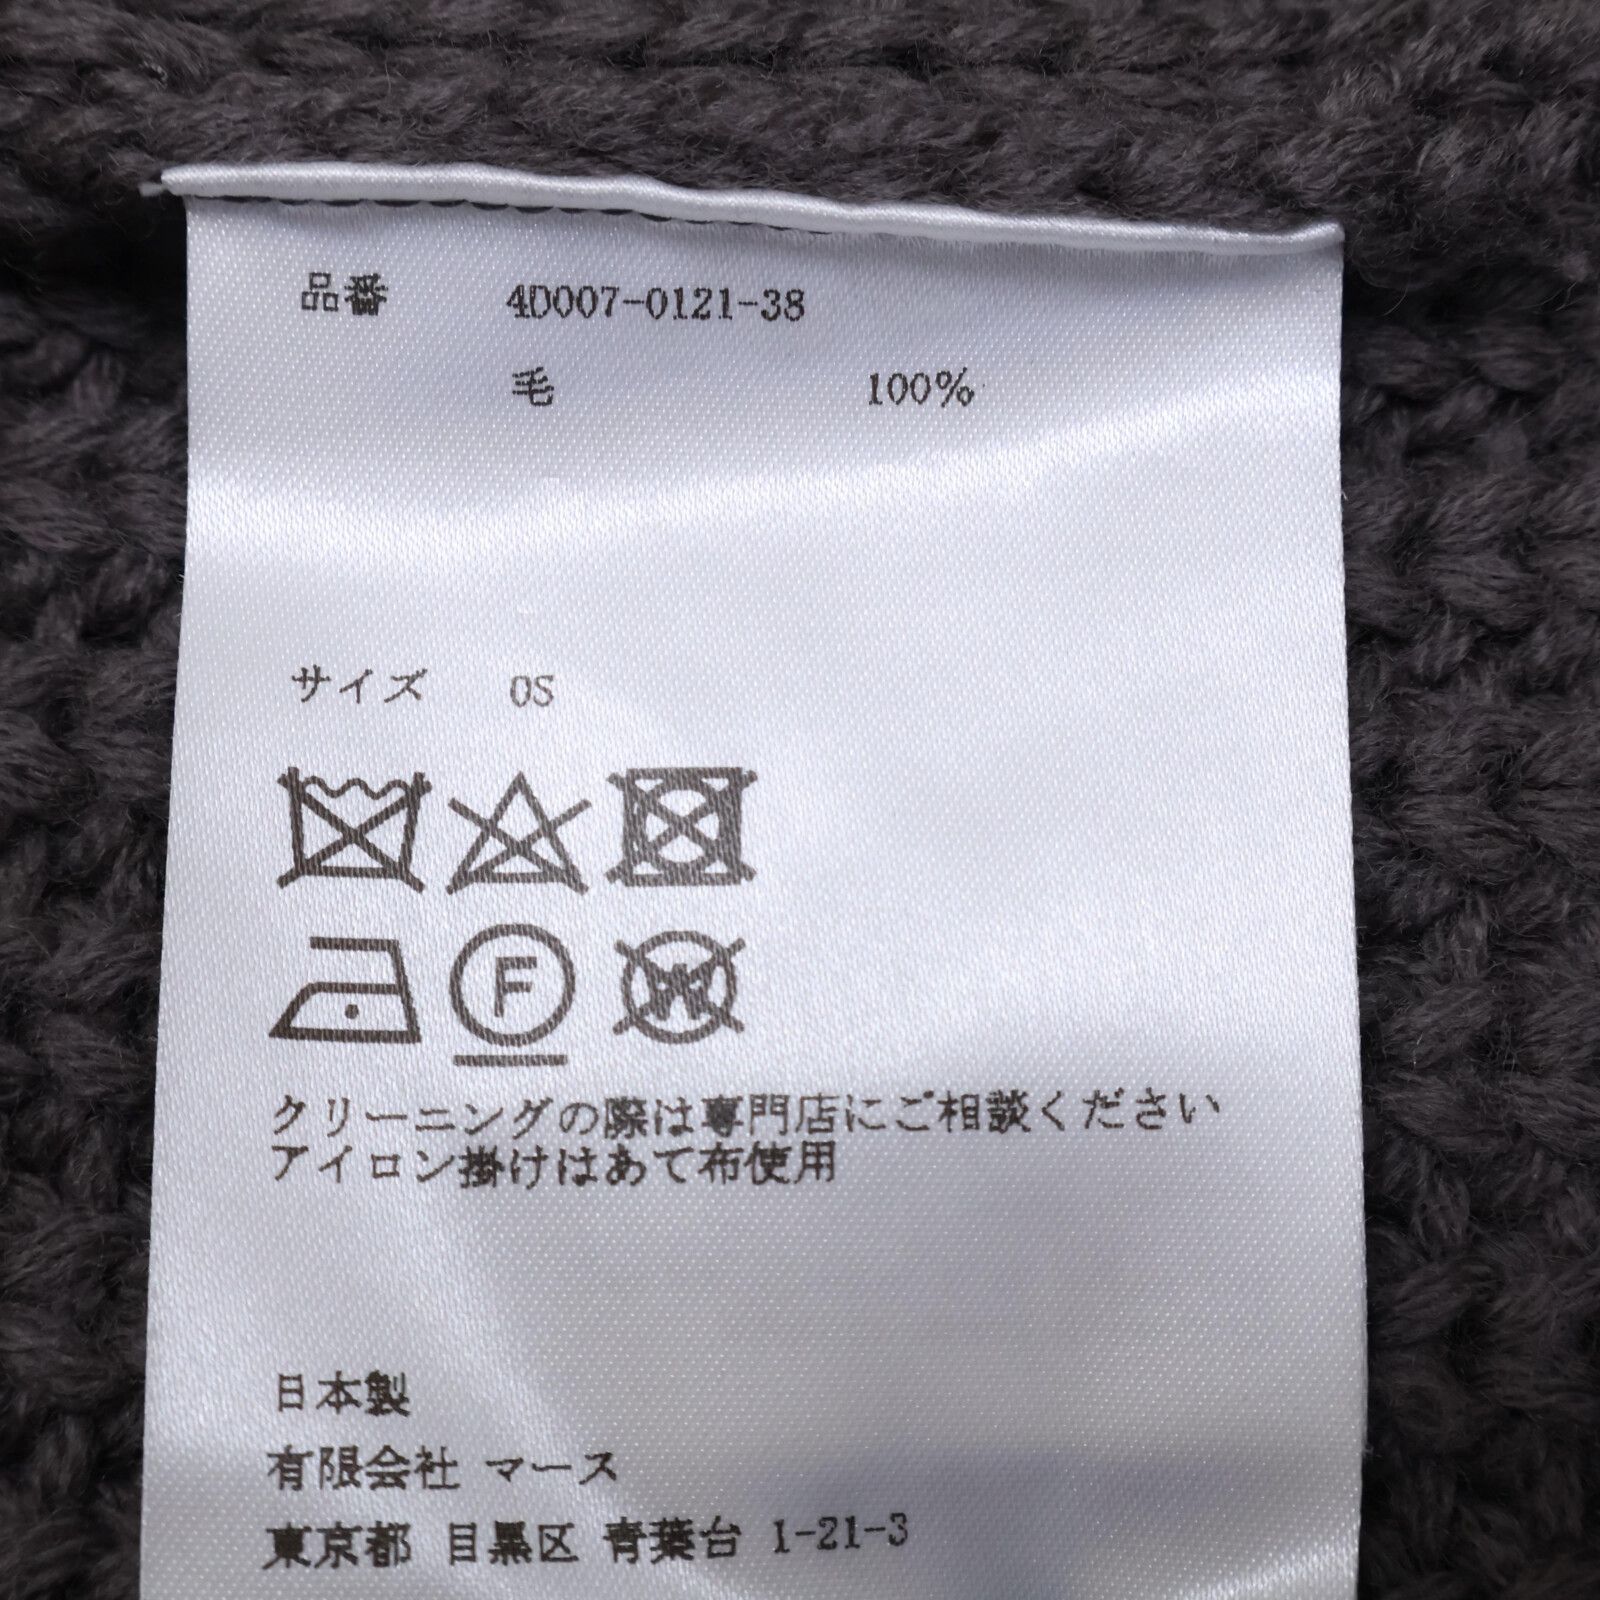 品番 4D007-0121-38
毛 100%
サイズ OS
F
W
クリーニングの際は専門店にご相談ください
アイロン掛けはあて布使用
日本製
有限会社 マース
東京都 目黒区 青葉台 1-21-3